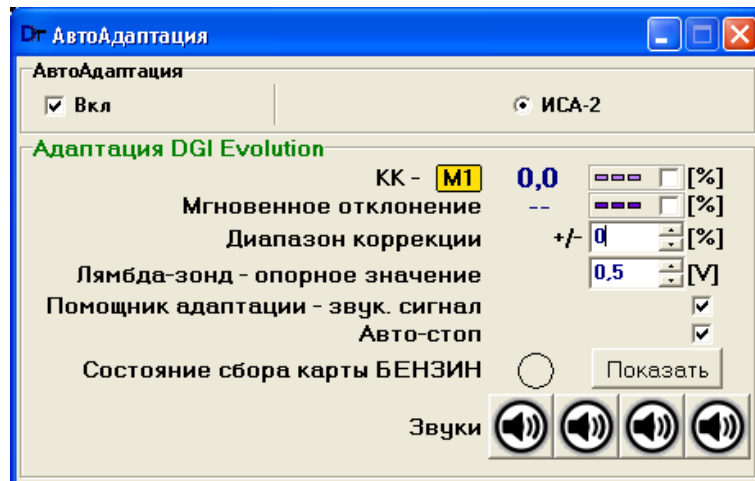 DT АвтоАдаптация
АвтоАдаптация
Вкл ИСА-2
Адаптация DGI Evolution
КК - M1 0,0 [%]
Мгновенное отклонение -- [%]
Диапазон коррекции +/- 0 [%]
Лямбда-зонд - опорное значение 0,5 [V]
Помощник адаптации - звук. сигнал
Авто-стоп
Состояние сбора карты БЕНЗИН Показать
Звуки